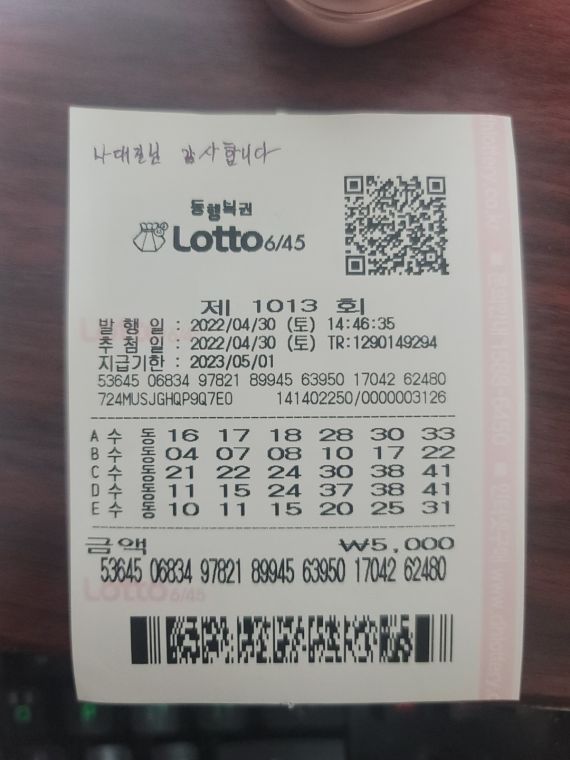 감사합니다
동행복권
Lotto 6/45
제 1013 회
발 행 일 : 2022/04/30 (토) 14:46:35
추 첨 일 : 2022/04/30 (토) TR:1290149294
지급기한 : 2023/05/01
53645 06834 97821 89945 63950 17042 62480
724MUSJGHQP9Q7E0 141402250/0000003126
A 수 동 16 17 18 28 30 33
B 수 동 04 07 08 10 17 22
C 수 동 21 22 24 30 38 41
D 수 동 11 15 24 37 38 41
E 수 동 10 11 15 20 25 31
금액 ₩5,000
53645 06834 97821 89945 63950 17042 62480
Lotto 6/45